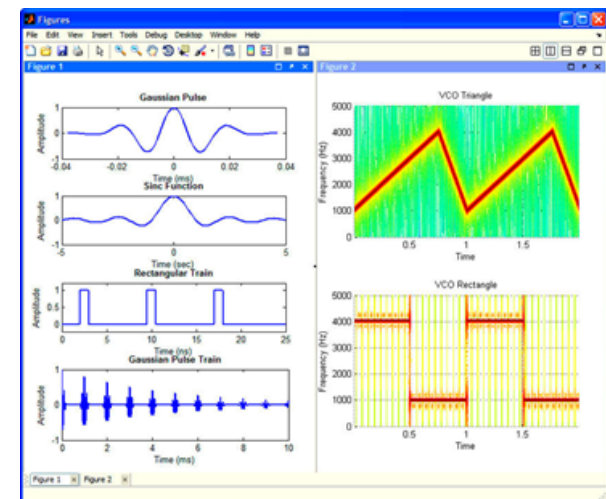 Figures
File Edit View Insert Tools Debug Desktop Window Help
Figure 1
Gaussian Pulse
1
0
-1
Amplitude
-0.04 -0.02 0 0.02 0.04
Time (ms)
Sinc Function
1
0
-1
Amplitude
-5 0 5
Time (sec)
Rectangular Train
1
0.5
0
Amplitude
0 5 10 15 20 25
Time (ns)
Gaussian Pulse Train
1
0
-1
Amplitude
0 2 4 6 8 10
Time (ms)
Figure 2
VCO Triangle
5000
4000
3000
2000
1000
0
Frequency (Hz)
0.5 1 1.5
Time
VCO Rectangle
5000
4000
3000
2000
1000
0
Frequency (Hz)
0.5 1 1.5
Time
Figure 1 Figure 2